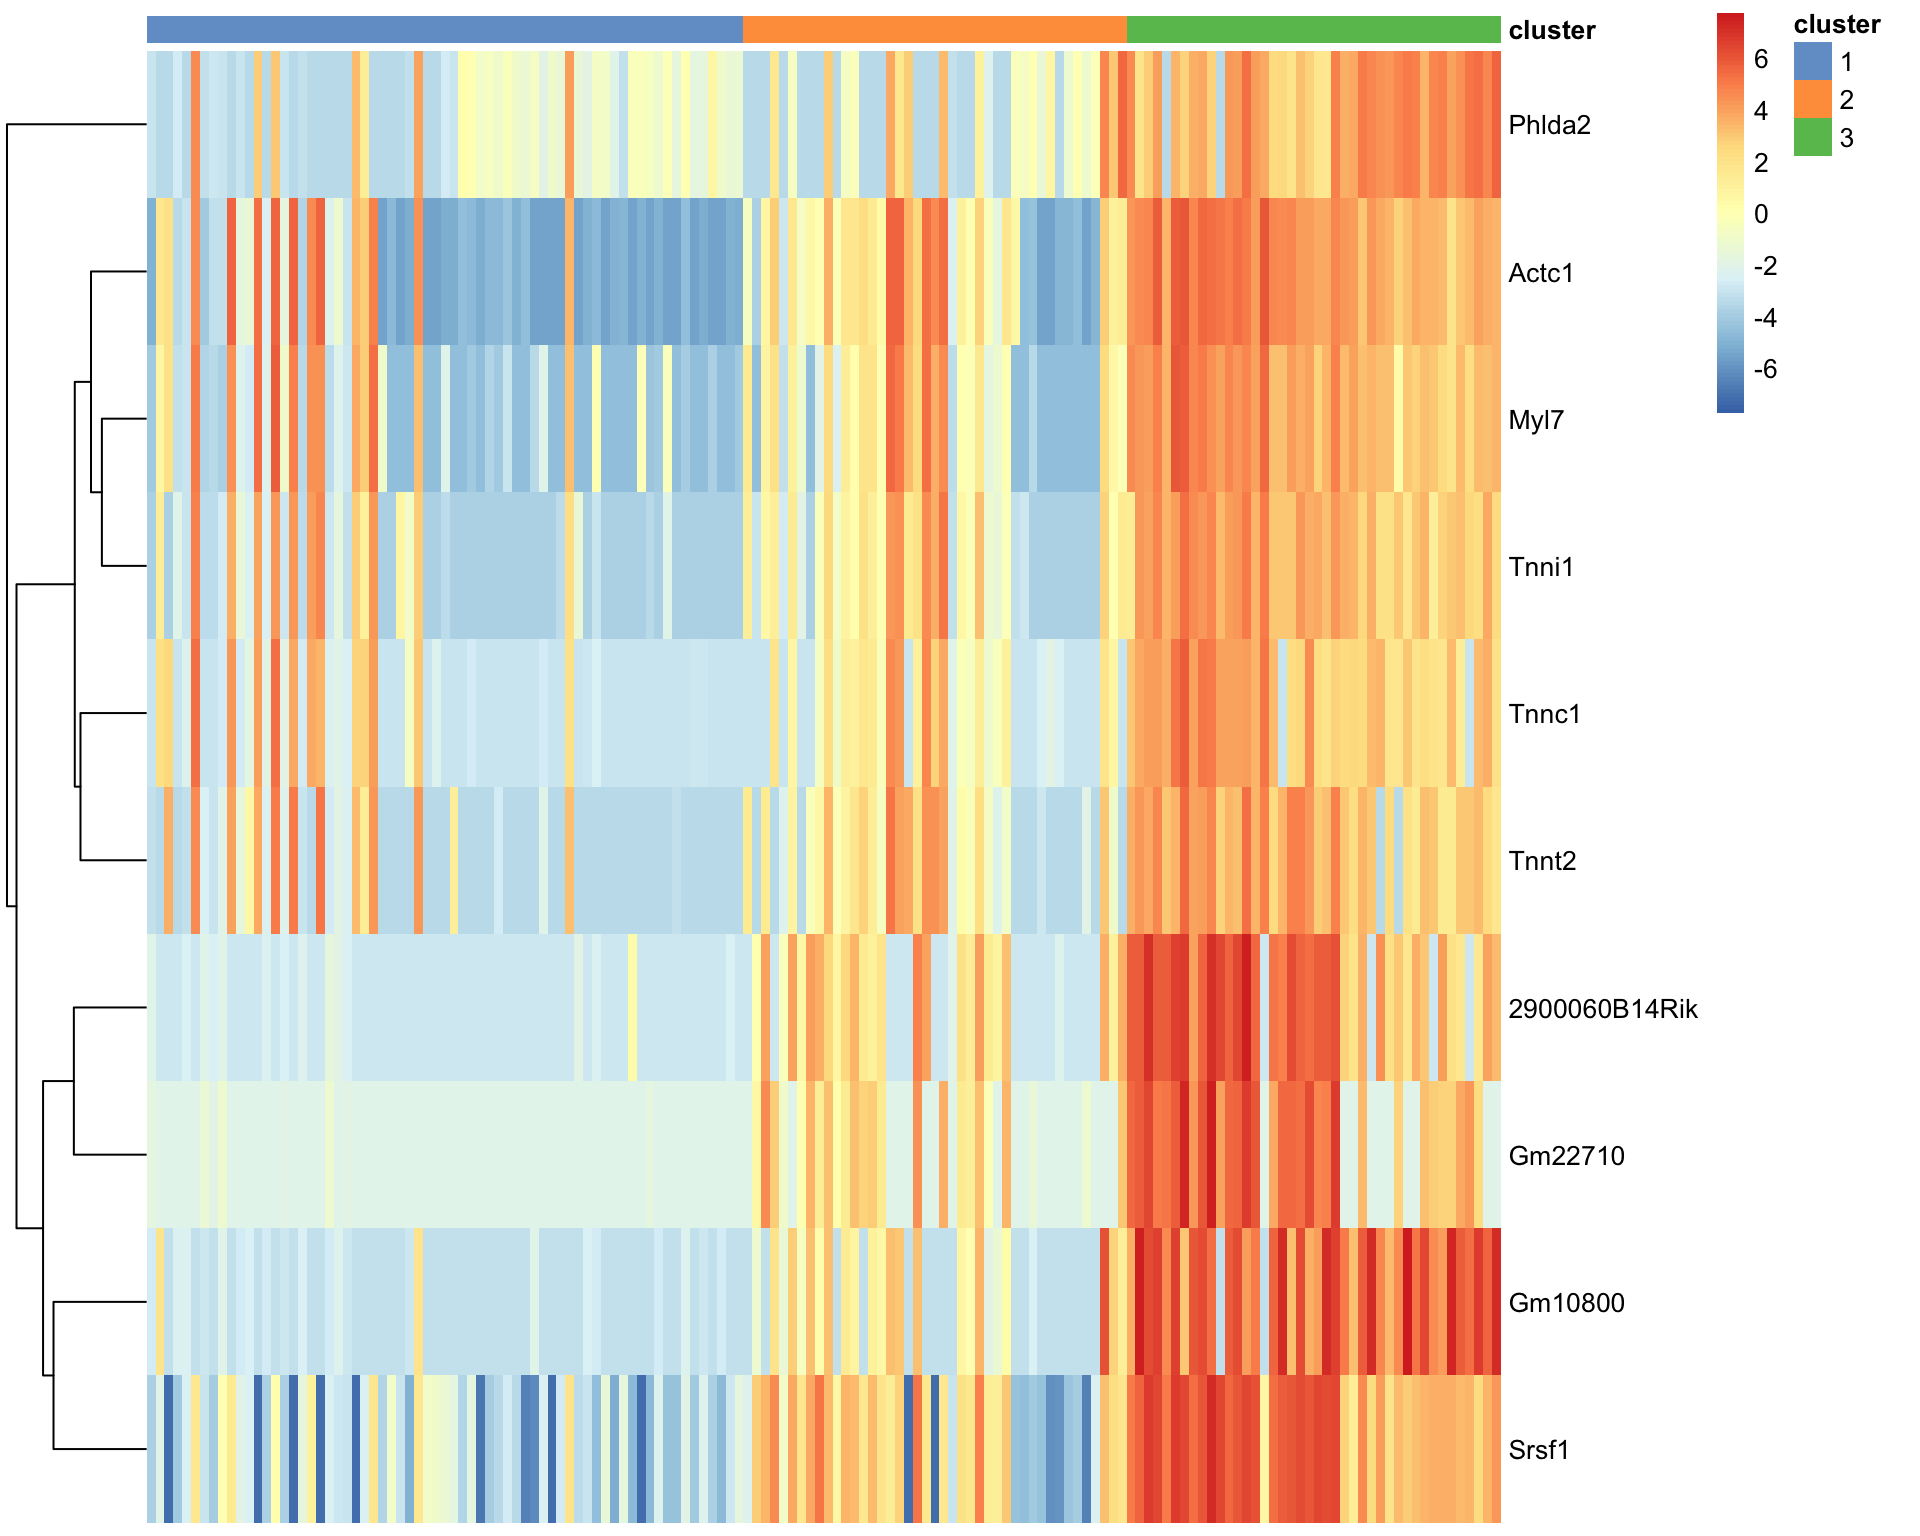 cluster
Phlda2
Actc1
Myl7
Tnni1
Tnnc1
Tnnt2
2900060B14Rik
Gm22710
Gm10800
Srsf1
6
4
2
0
-2
-4
-6
cluster
1
2
3